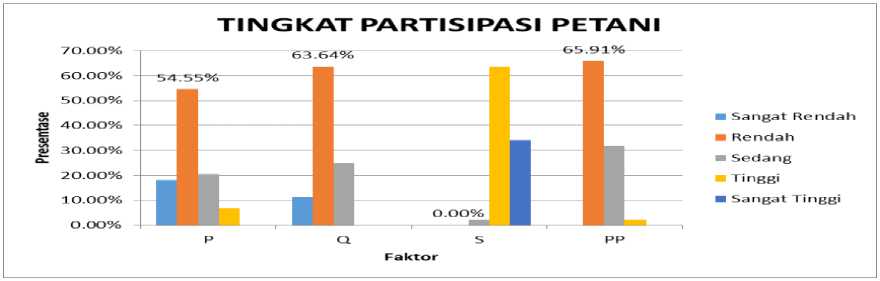 TINGKAT PARTISIPASI PETANI
70.00%
60.00%
50.00%
40.00%
30.00%
20.00%
10.00%
0.00%
Presentase
54.55%
63.64%
0.00%
65.91%
P
Q
S
PP
Faktor
Sangat Rendah
Rendah
Sedang
Tinggi
Sangat Tinggi